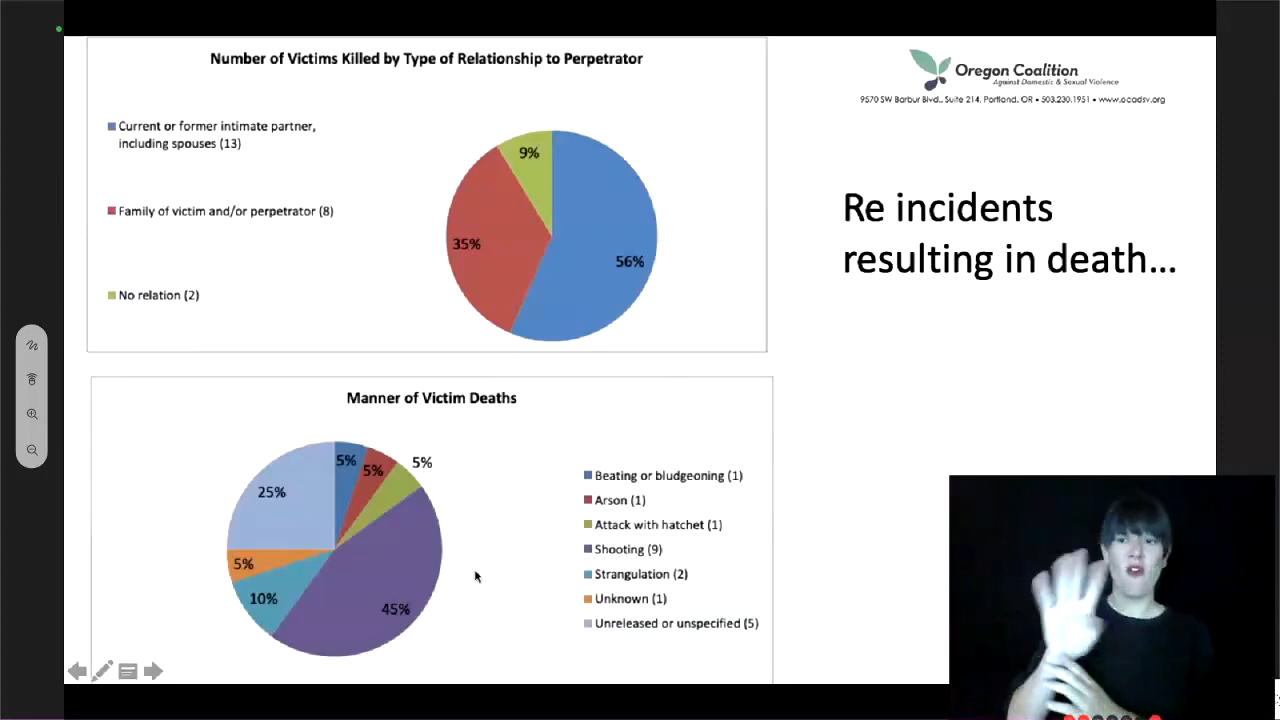 Number of Victims Killed by Type of Relationship to Perpetrator
Current or former intimate partner,
including spouses (13)
Family of victim and/or perpetrator (8)
No relation (2)
9%
35%
56%
Oregon Coalition
Against Domestic & Sexual Violence
9570 SW Barbur Blvd., Suite 214, Portland, OR • 503.230.1951 • www.ocadsv.org
Re incidents
resulting in death...
Manner of Victim Deaths
5%
5%
5%
25%
5%
10%
45%
Beating or bludgeoning (1)
Arson (1)
Attack with hatchet (1)
Shooting (9)
Strangulation (2)
Unknown (1)
Unreleased or unspecified (5)